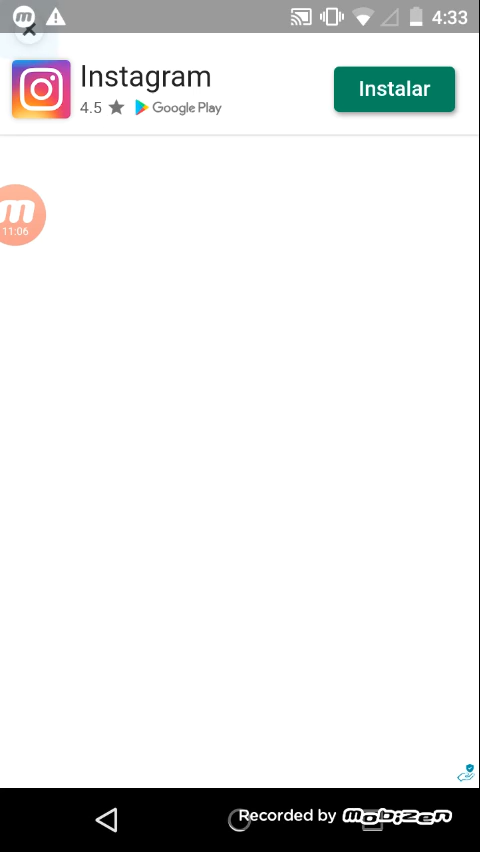 4:33
Instagram
4.5 ★ Google Play
Instalar
m
11:06
Recorded by mobizen